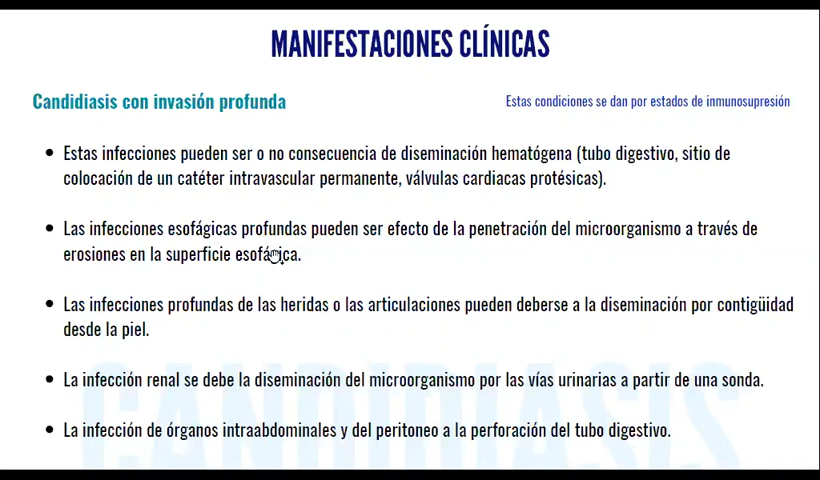 MANIFESTACIONES CLÍNICAS
Candidiasis con invasión profunda
Estas condiciones se dan por estados de inmunosupresión
• Estas infecciones pueden ser o no consecuencia de diseminación hematógena (tubo digestivo, sitio de
colocación de un catéter intravascular permanente, válvulas cardiacas protésicas).
• Las infecciones esofágicas profundas pueden ser efecto de la penetración del microorganismo a través de
erosiones en la superficie
• Las infecciones profundas de las heridas o las articulaciones pueden deberse a la diseminación por contigüidad
desde la piel.
• La infección renal se debe la diseminación del microorganismo por las vías urinarias a partir de una sonda.
• La infección de órganos intraabdominales y del peritoneo a la perforación del tubo digestivo.
CANDIDIASIS